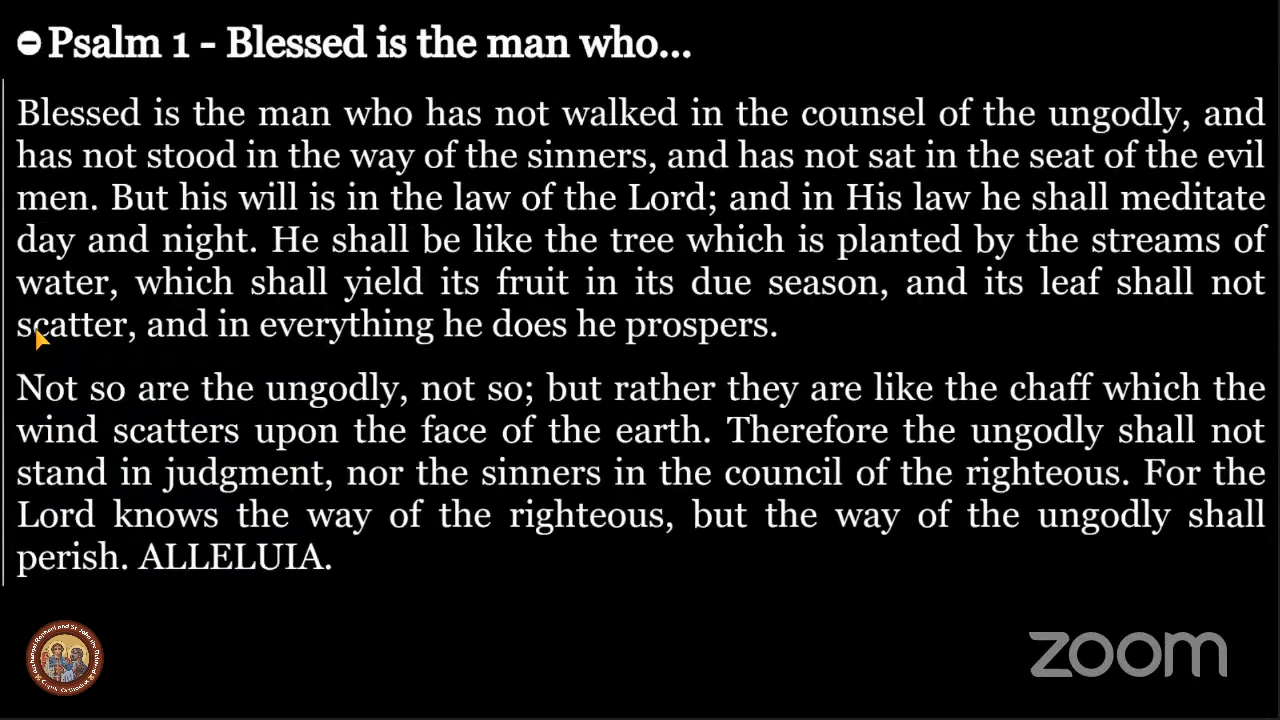 Psalm 1 - Blessed is the man who...
Blessed is the man who has not walked in the counsel of the ungodly, and
has not stood in the way of the sinners, and has not sat in the seat of the evil
men. But his will is in the law of the Lord; and in His law he shall meditate
day and night. He shall be like the tree which is planted by the streams of
water, which shall yield its fruit in its due season, and its leaf shall not
scatter, and in everything he does he prospers.
Not so are the ungodly, not so; but rather they are like the chaff which the
wind scatters upon the face of the earth. Therefore the ungodly shall not
stand in judgment, nor the sinners in the council of the righteous. For the
Lord knows the way of the righteous, but the way of the ungodly shall
perish. ALLELUIA.
Coptic Orthodox
zoom